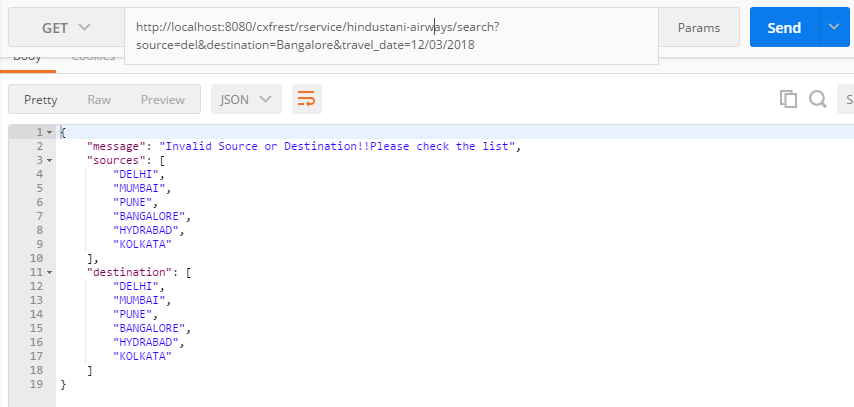 GET
http://localhost:8080/cxfrest/rservice/hindustani-airways/search?
source=del&destination=Bangalore&travel_date=12/03/2018
Params
Send
Body Cookies
Pretty Raw Preview JSON S
1 {
2 "message": "Invalid Source or Destination!!Please check the list",
3 "sources": [
4 "DELHI",
5 "MUMBAI",
6 "PUNE",
7 "BANGALORE",
8 "HYDRABAD",
9 "KOLKATA"
10 ],
11 "destination": [
12 "DELHI",
13 "MUMBAI",
14 "PUNE",
15 "BANGALORE",
16 "HYDRABAD",
17 "KOLKATA"
18 ]
19 }